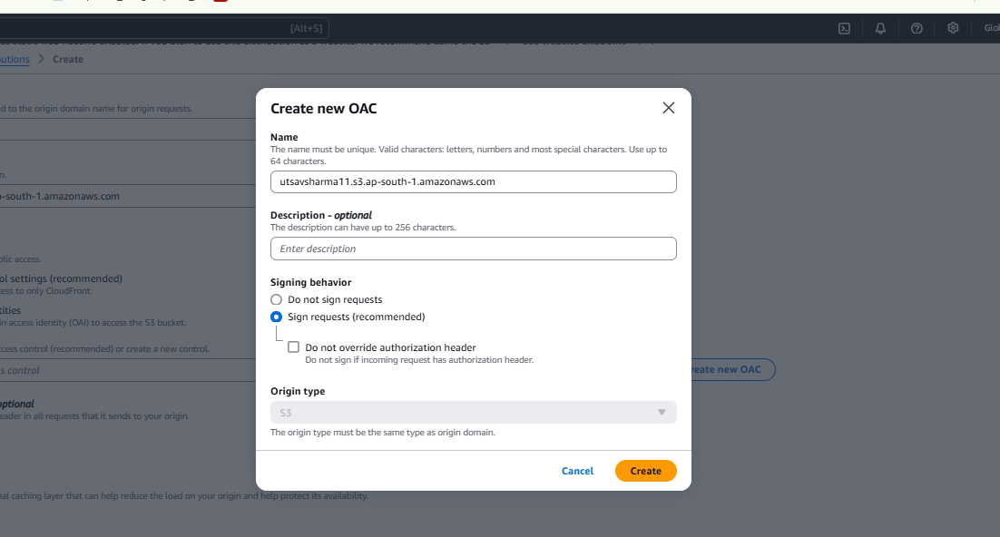 [Alt+S]
Glob
utions > Create
ed to the origin domain name for origin requests.
n.
o-south-1.amazonaws.com
blic access.
ol settings (recommended)
ess to only CloudFront.
tities
in access identity (OAI) to access the S3 bucket.
ccess control (recommended) or create a new control.
s control
reate new OAC
optional
eader in all requests that it sends to your origin.
nal caching layer that can help reduce the load on your origin and help protect its availability.
Create new OAC
Name
The name must be unique. Valid characters: letters, numbers and most special characters. Use up to
64 characters.
utsavsharma11.s3.ap-south-1.amazonaws.com
Description - optional
The description can have up to 256 characters.
Enter description
Signing behavior
Do not sign requests
Sign requests (recommended)
Do not override authorization header
Do not sign if incoming request has authorization header.
Origin type
S3
The origin type must be the same type as origin domain.
Cancel
Create